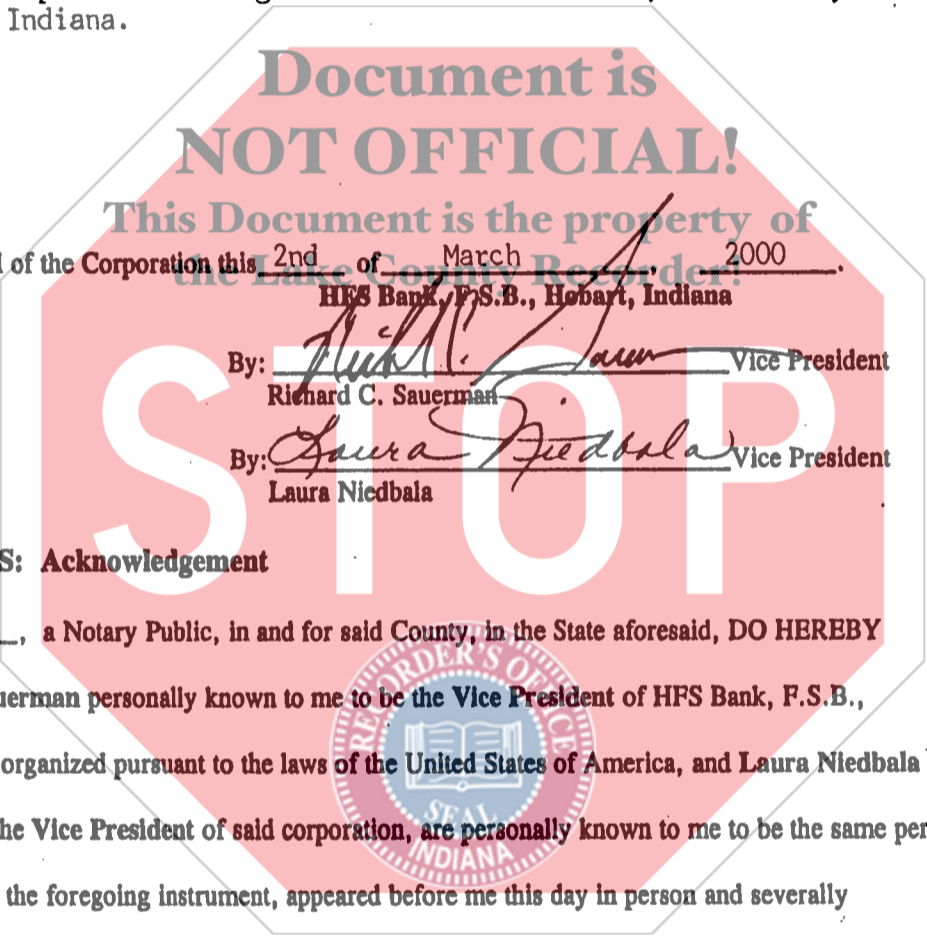 Indiana.
Document is
NOT OFFICIAL!
This Document is the property of
the Lake County Recorder!
l of the Corporation this 2nd of March, 2000.
HFS Bank, F.S.B., Hobart, Indiana
By: Vice President
Richard C. Sauerman
By: Laura Niedbala Vice President
Laura Niedbala
STOP
S: Acknowledgement
_, a Notary Public, in and for said County, in the State aforesaid, DO HEREBY
uerman personally known to me to be the Vice President of HFS Bank, F.S.B.,
organized pursuant to the laws of the United States of America, and Laura Niedbala
he Vice President of said corporation, are personally known to me to be the same per
the foregoing instrument, appeared before me this day in person and severally
RECORDER'S OFFICE
SEAL
INDIANA